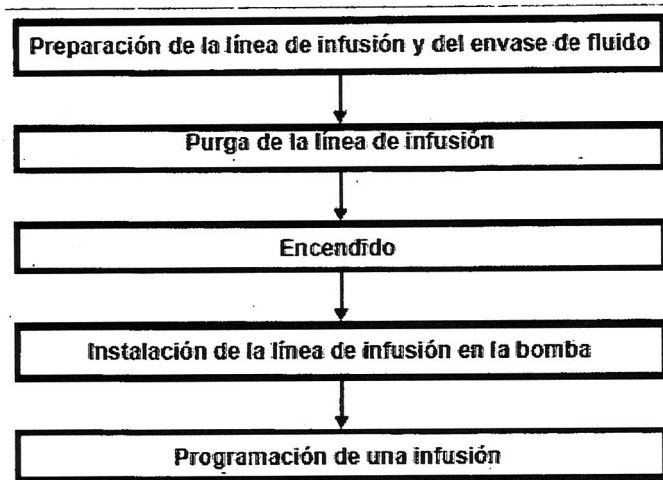 Preparación de la línea de infusión y del envase de fluido
Purga de la línea de infusión
Encendido
Instalación de la línea de infusión en la bomba
Programación de una infusión